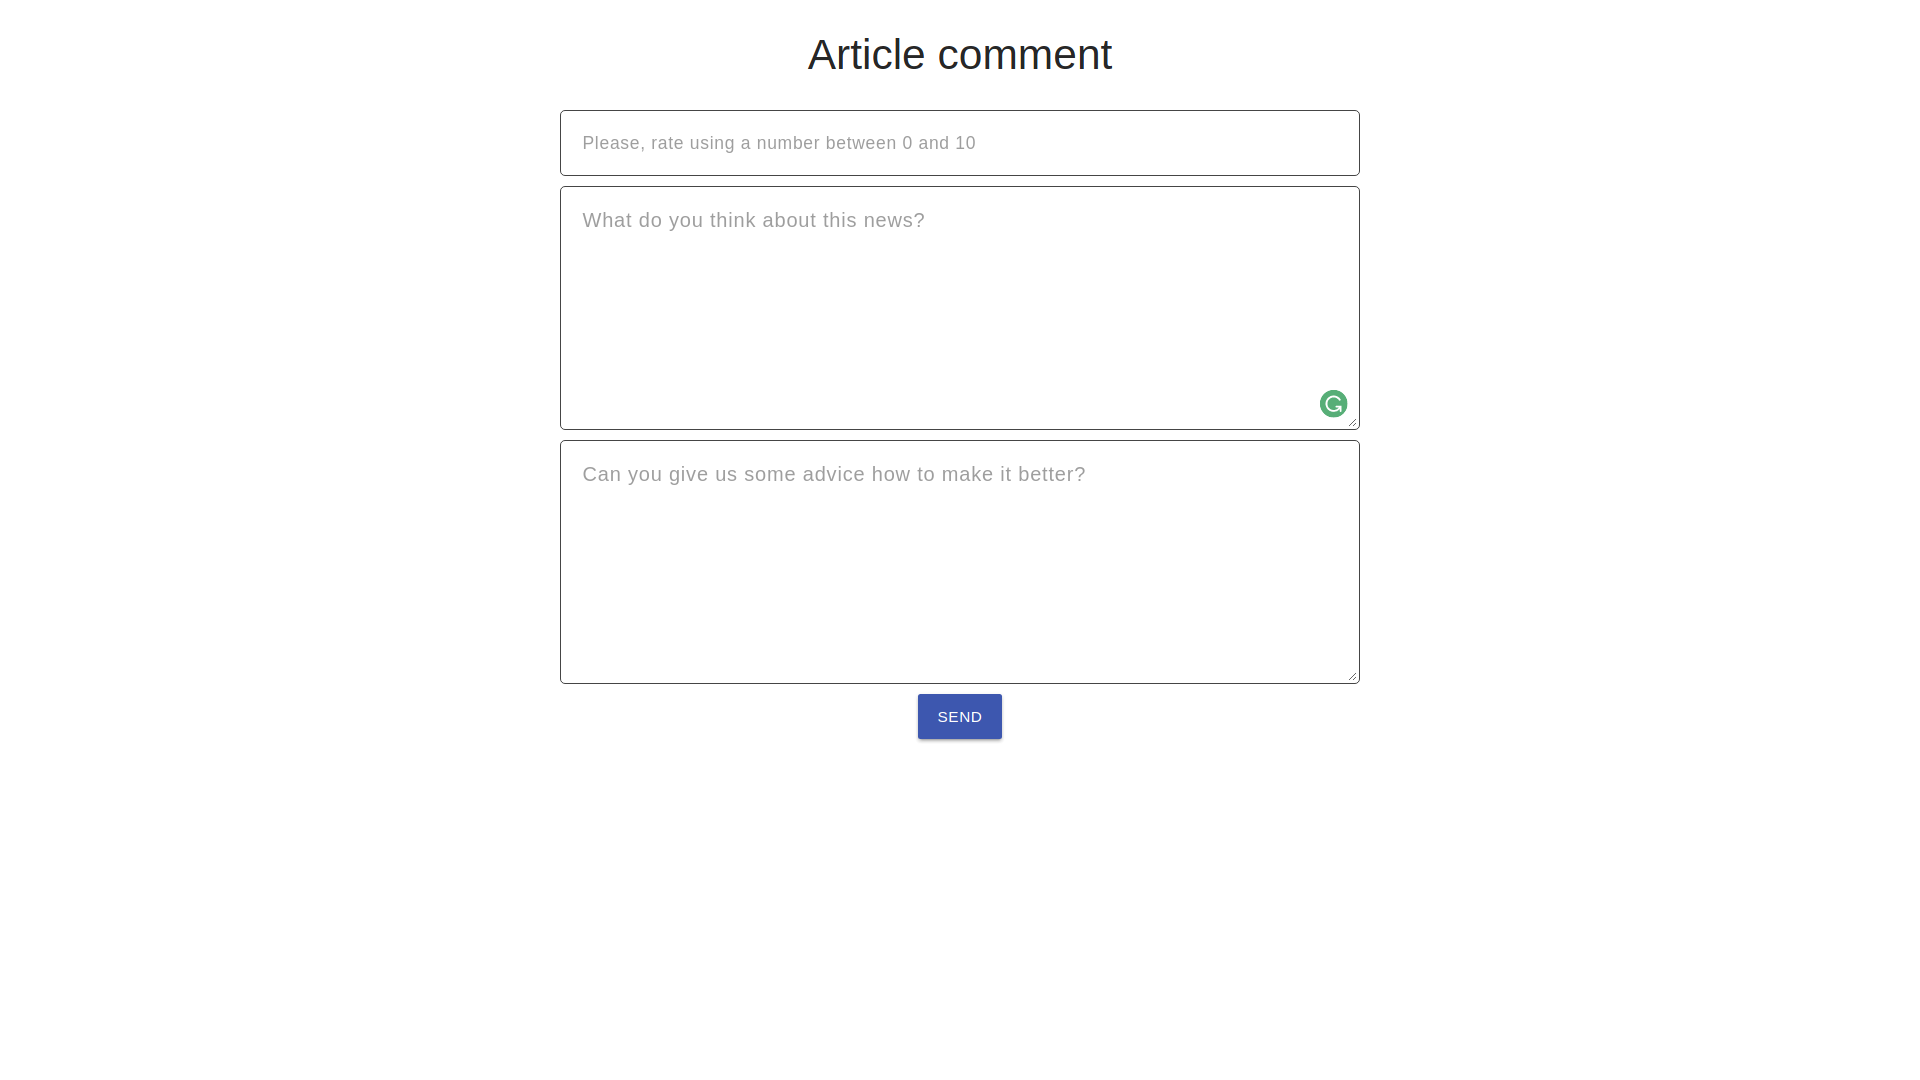 Article comment
Please, rate using a number between 0 and 10
What do you think about this news?
Can you give us some advice how to make it better?
SEND